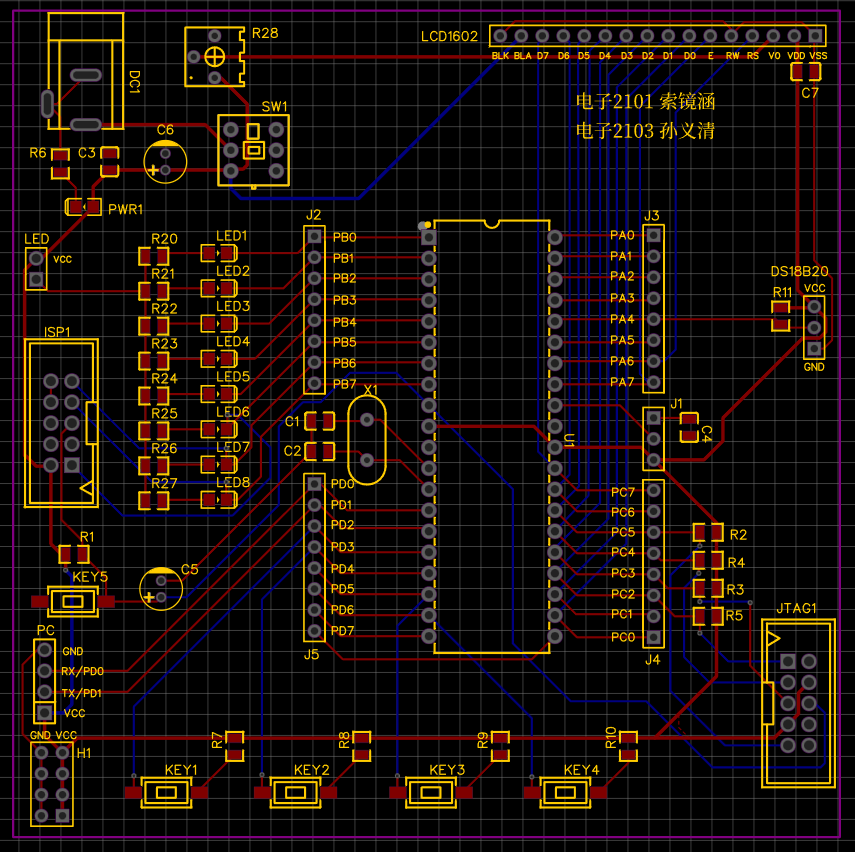 R28
LCD1602
BLK BLA D7 D6 D5 D4 D3 D2 D1 D0 E RW RS V0 VDD VSS
DC1
C7
SW1
电子2101 索镜涵
电子2103 孙义清
C6
R6
C3
PWR1
J2
J3
LED
VCC
R20
LED1
PB0
PA0
R21
LED2
PB1
PA1
R22
LED3
PB2
PA2
R23
LED4
PB3
PA3
R24
LED5
PB4
PA4
R25
LED6
PB5
PA5
R26
LED7
PB6
PA6
R27
LED8
PB7
PA7
DS18B20
VCC
R11
GND
ISP1
X1
C1
C2
J1
C4
U1
PD0
PD1
PD2
PD3
PD4
PD5
PD6
PD7
J5
PC7
PC6
PC5
PC4
PC3
PC2
PC1
PC0
J4
R2
R4
R3
R5
R1
KEY5
C5
JTAG1
PC
GND
RX/PD0
TX/PD1
VCC
GND VCC
H1
R7
R8
R9
R10
KEY1
KEY2
KEY3
KEY4